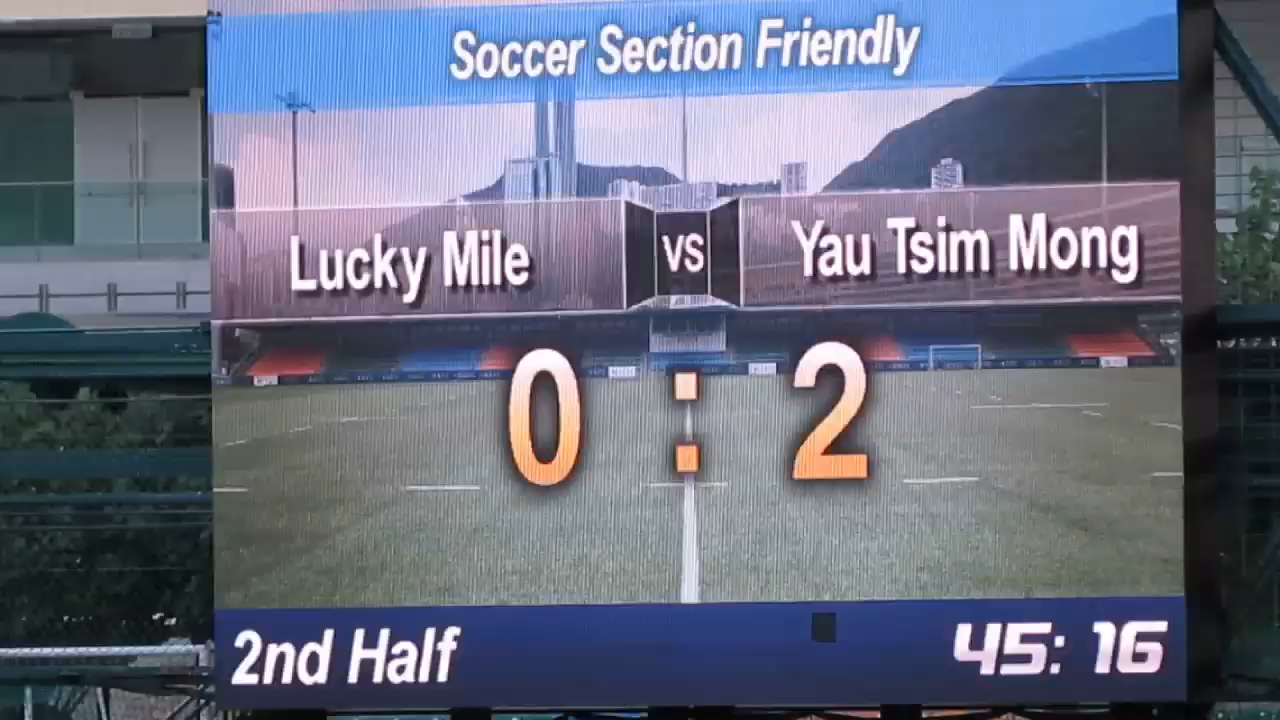 Soccer Section Friendly
Lucky Mile VS Yau Tsim Mong
0 : 2
2nd Half 45: 16